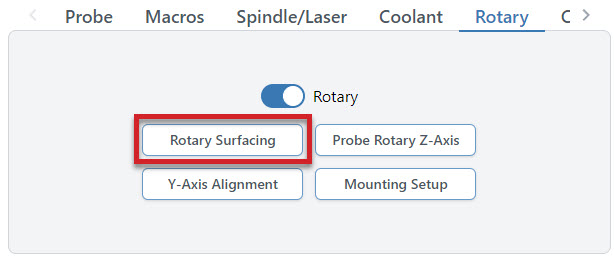 Probe Macros Spindle/Laser Coolant Rotary
Rotary
Rotary Surfacing Probe Rotary Z-Axis
Y-Axis Alignment Mounting Setup